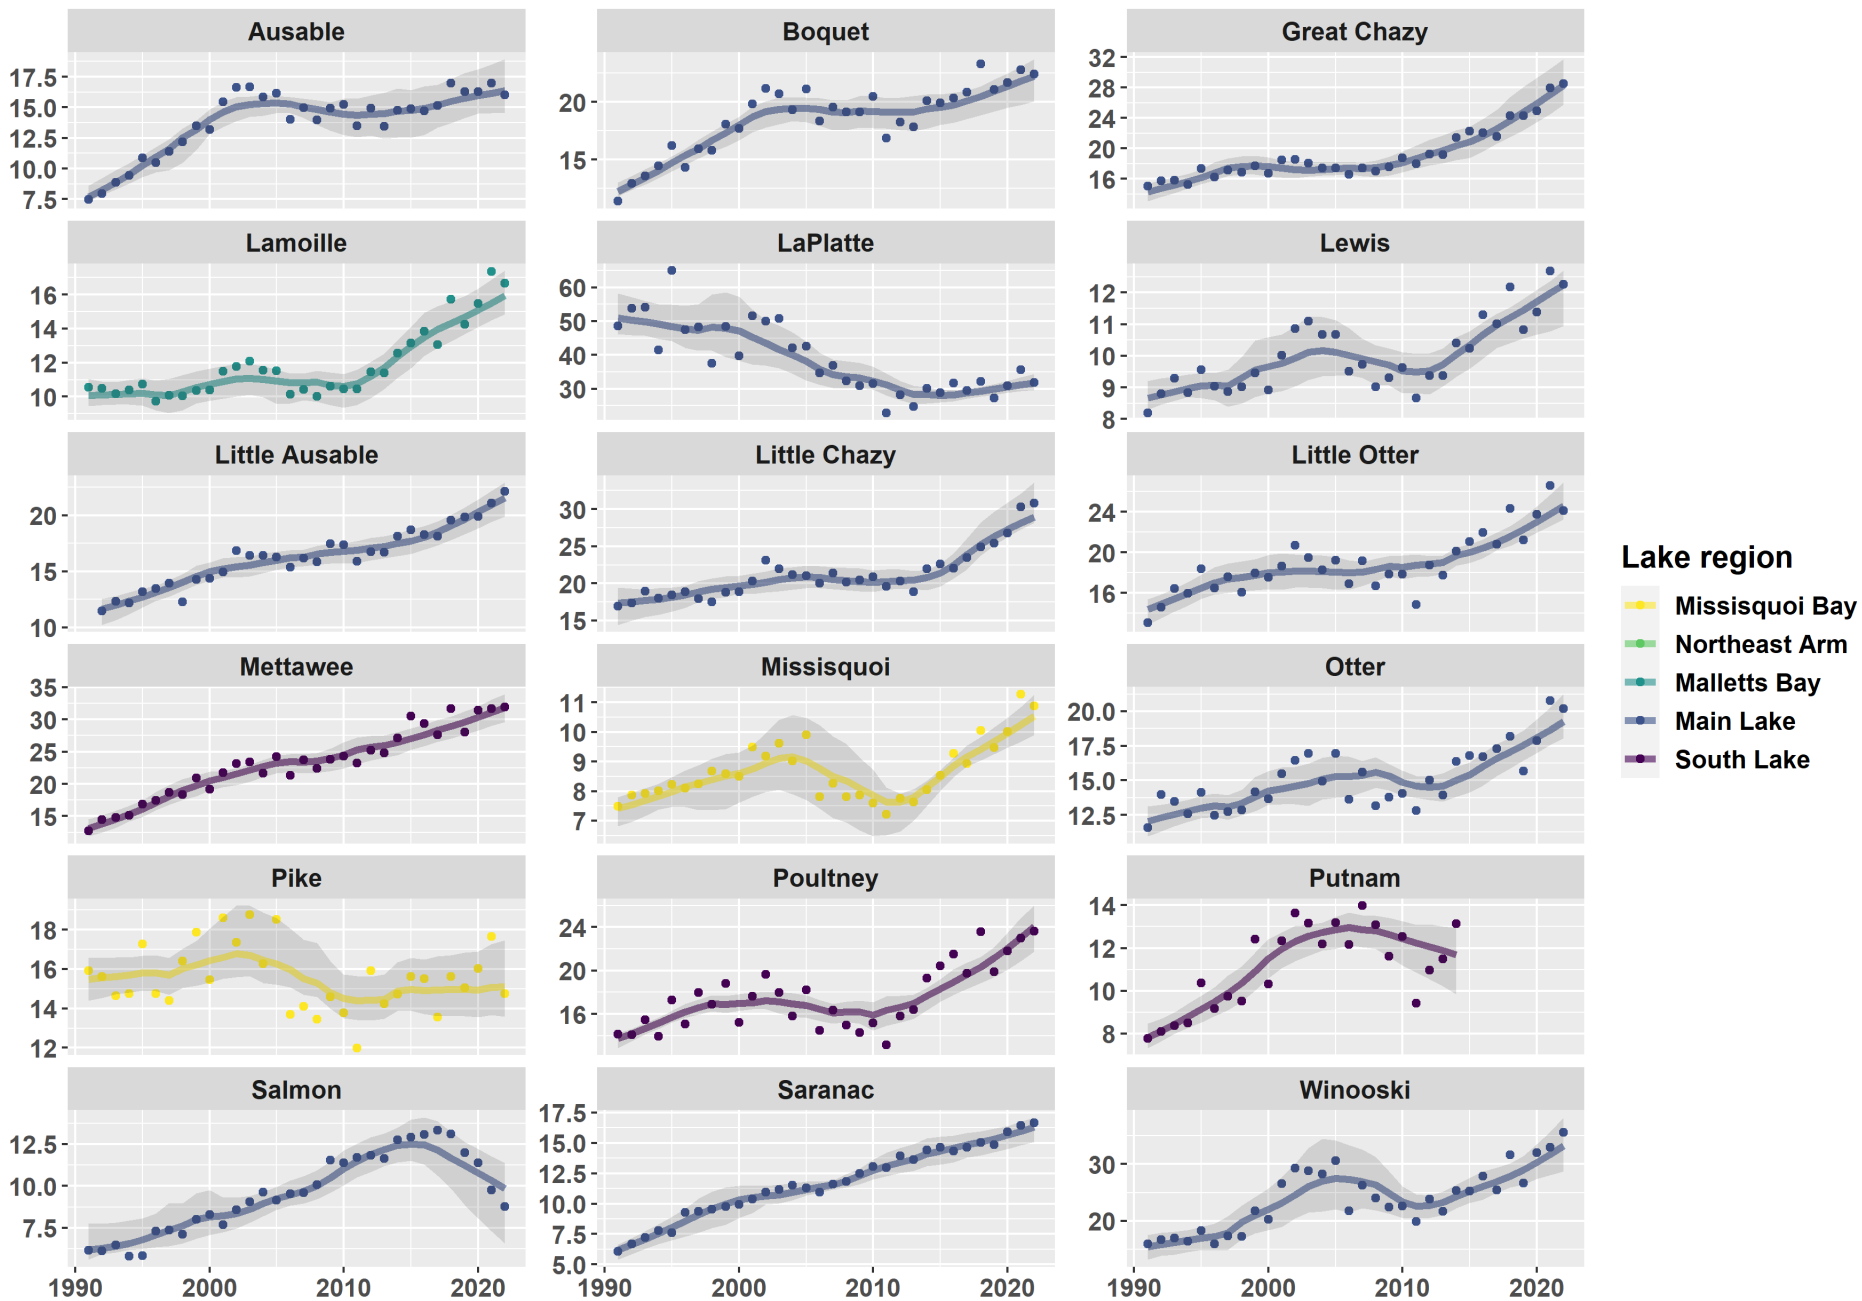 Ausable
Boquet
Great Chazy
17.5
15.0
12.5
10.0
7.5
20
15
32
28
24
20
16
Lamoille
LaPlatte
Lewis
16
14
12
10
60
50
40
30
12
11
10
9
8
Little Ausable
Little Chazy
Little Otter
20
15
10
30
25
20
15
24
20
16
Mettawee
Missisquoi
Otter
35
30
25
20
15
11
10
9
8
7
20.0
17.5
15.0
12.5
Pike
Poultney
Putnam
18
16
14
12
24
20
16
14
12
10
8
Salmon
Saranac
Winooski
12.5
10.0
7.5
17.5
15.0
12.5
10.0
7.5
5.0
30
20
1990 2000 2010 2020
1990 2000 2010 2020
1990 2000 2010 2020
Lake region
Missisquoi Bay
Northeast Arm
Malletts Bay
Main Lake
South Lake